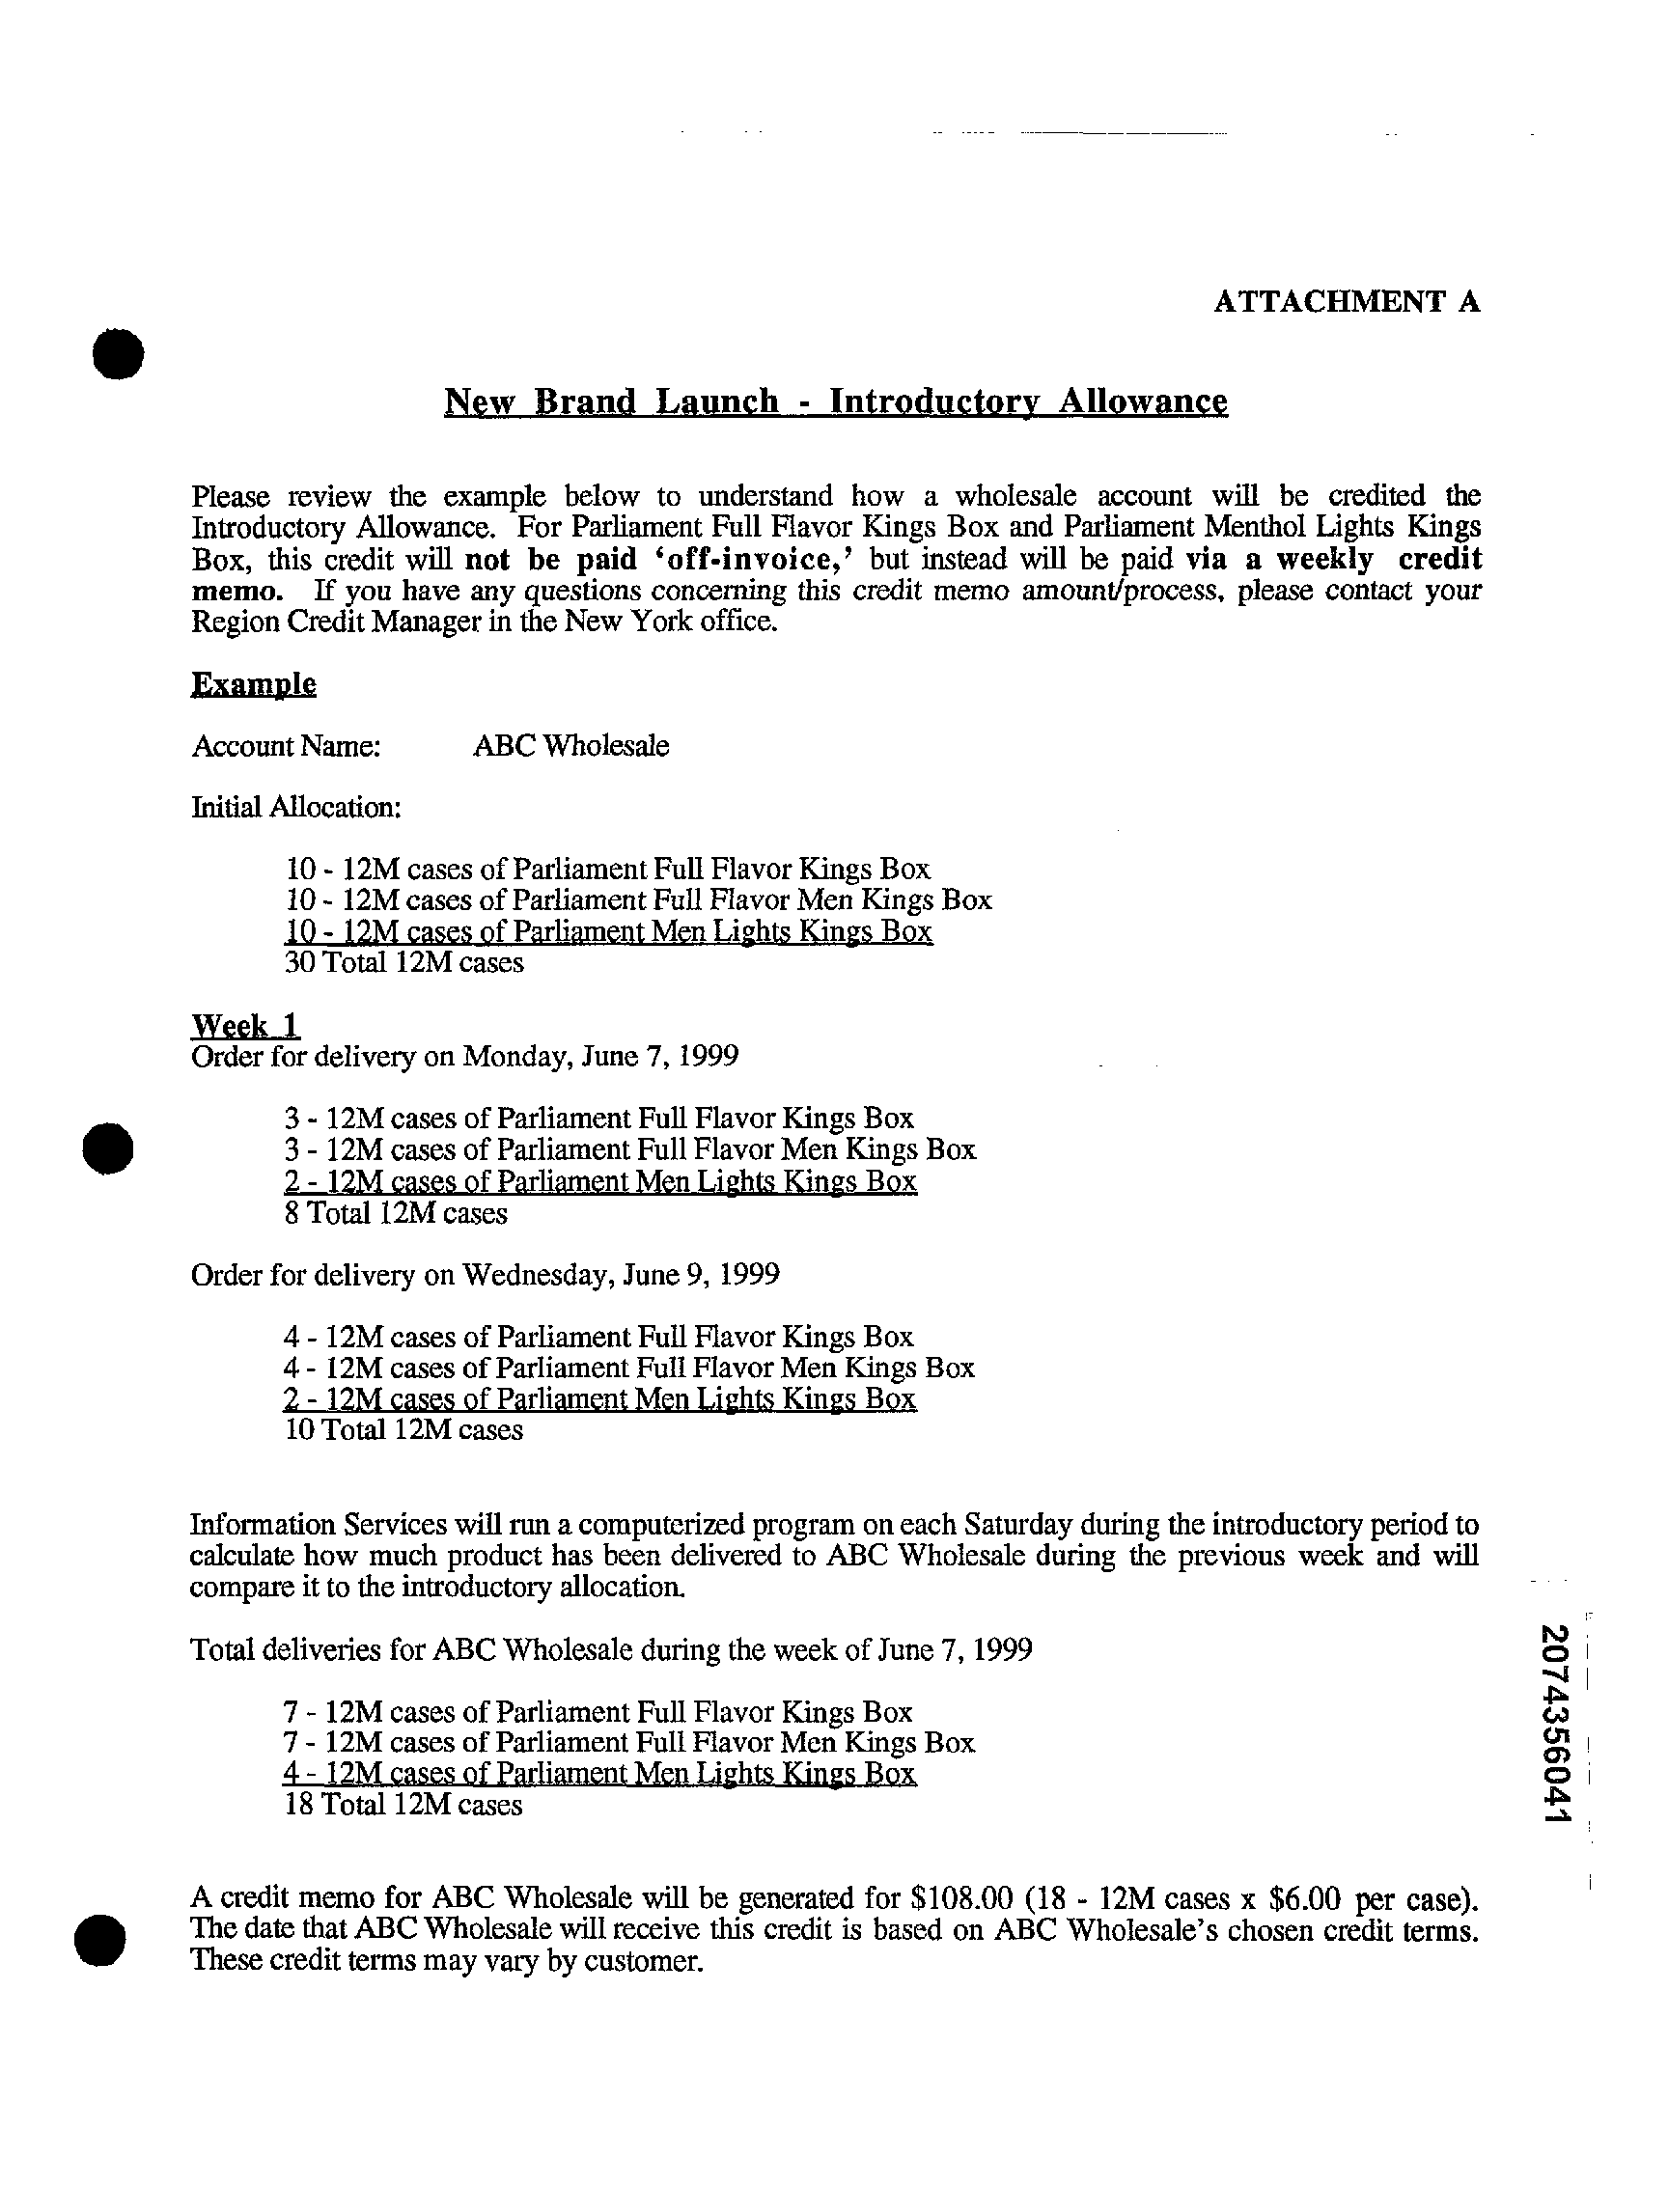 ATTACHMENT A
New Brand Launch - Introductory Allowance
Please review the example below to understand how a wholesale account will be credited the
Introductory Allowance. For Parliament Full Flavor Kings Box and Parliament Menthol Lights Kings
Box, this credit will not be paid 'off-invoice,' but instead will be paid via a weekly credit
memo. If you have any questions concerning this credit memo amount/process, please contact your
Region Credit Manager in the New York office.
Example
Account Name: ABC Wholesale
Initial Allocation:
10 - 12M cases of Parliament Full Flavor Kings Box
10 - 12M cases of Parliament Full Flavor Men Kings Box
10 - 12M cases of Parliament Men Lights Kings Box
30 Total 12M cases
Week 1
Order for delivery on Monday, June 7, 1999
3 - 12M cases of Parliament Full Flavor Kings Box
3 - 12M cases of Parliament Full Flavor Men Kings Box
2 - 12M cases of Parliament Men Lights Kings Box
8 Total 12M cases
Order for delivery on Wednesday, June 9, 1999
4 - 12M cases of Parliament Full Flavor Kings Box
4 - 12M cases of Parliament Full Flavor Men Kings Box
2 - 12M cases of Parliament Men Lights Kings Box
10 Total 12M cases
Information Services will run a computerized program on each Saturday during the introductory period to
calculate how much product has been delivered to ABC Wholesale during the previous week and will
compare it to the introductory allocation.
Total deliveries for ABC Wholesale during the week of June 7, 1999
7 - 12M cases of Parliament Full Flavor Kings Box
7 - 12M cases of Parliament Full Flavor Men Kings Box
4 - 12M cases of Parliament Men Lights Kings Box
18 Total 12M cases
A credit memo for ABC Wholesale will be generated for $108.00 (18 - 12M cases x $6.00 per case).
The date that ABC Wholesale will receive this credit is based on ABC Wholesale's chosen credit terms.
These credit terms may vary by customer.
2074356041